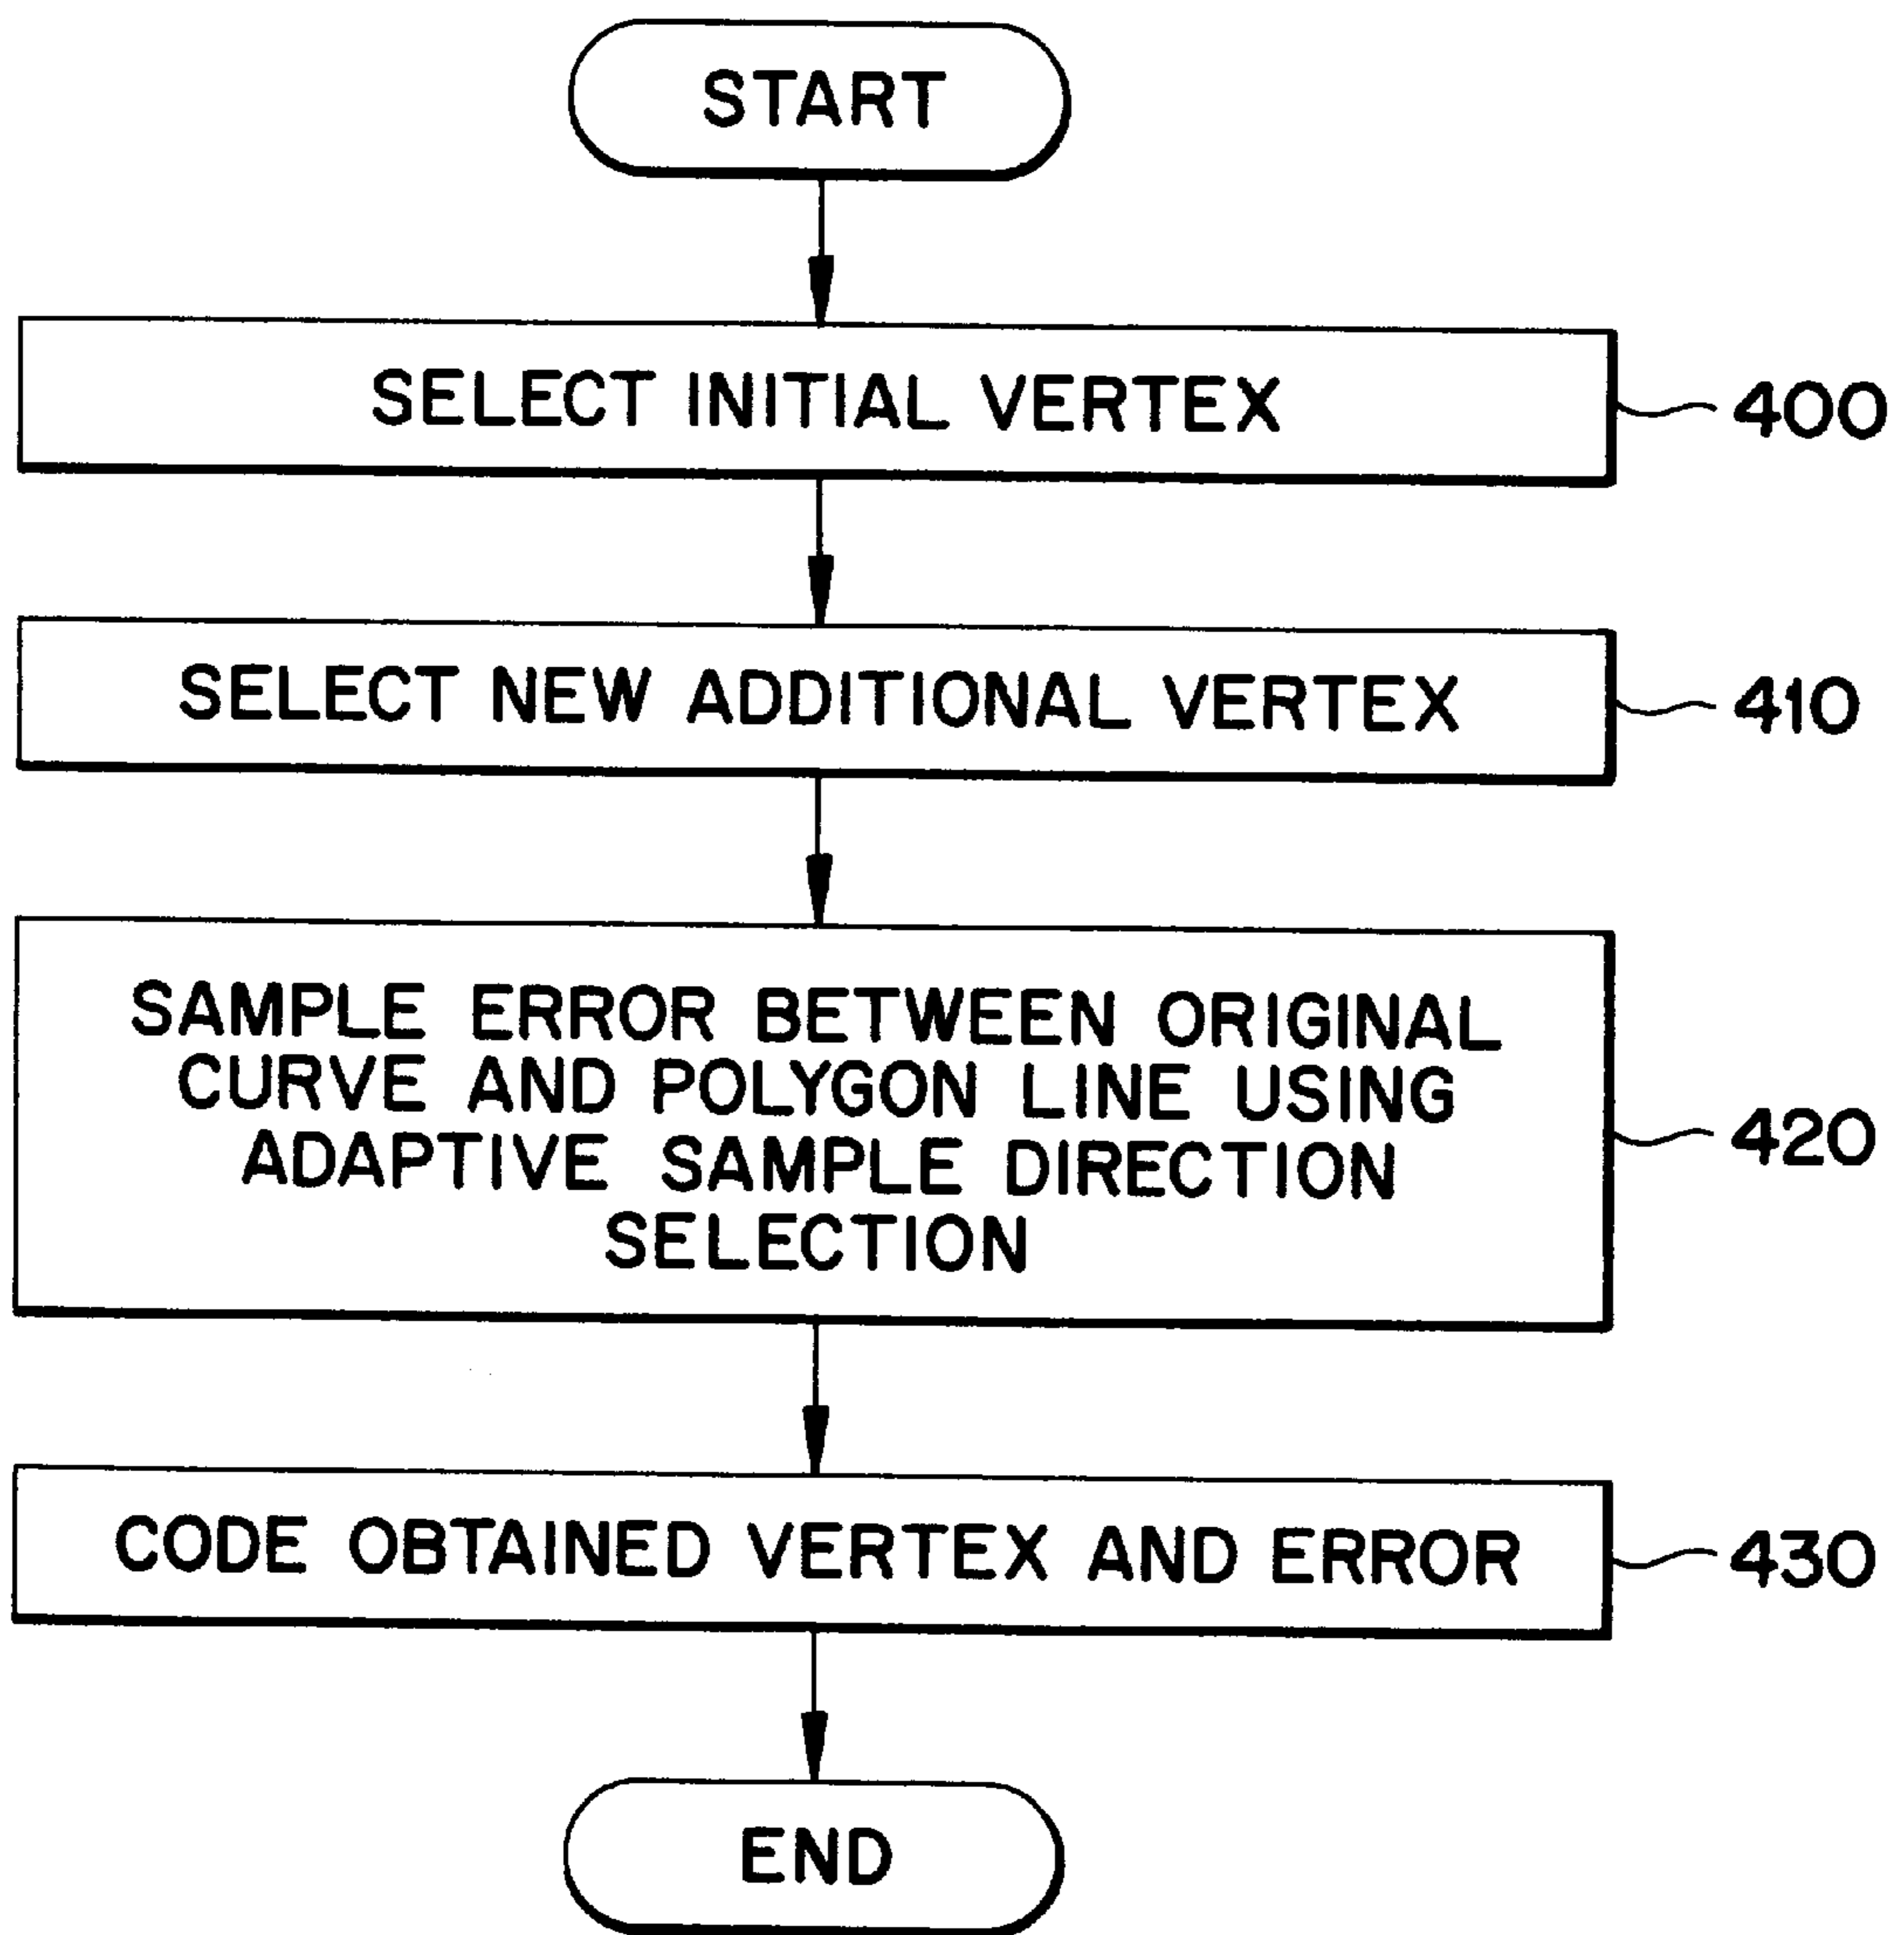 START
SELECT INITIAL VERTEX
400
SELECT NEW ADDITIONAL VERTEX
410
SAMPLE ERROR BETWEEN ORIGINAL
CURVE AND POLYGON LINE USING
ADAPTIVE SAMPLE DIRECTION
SELECTION
420
CODE OBTAINED VERTEX AND ERROR
430
END